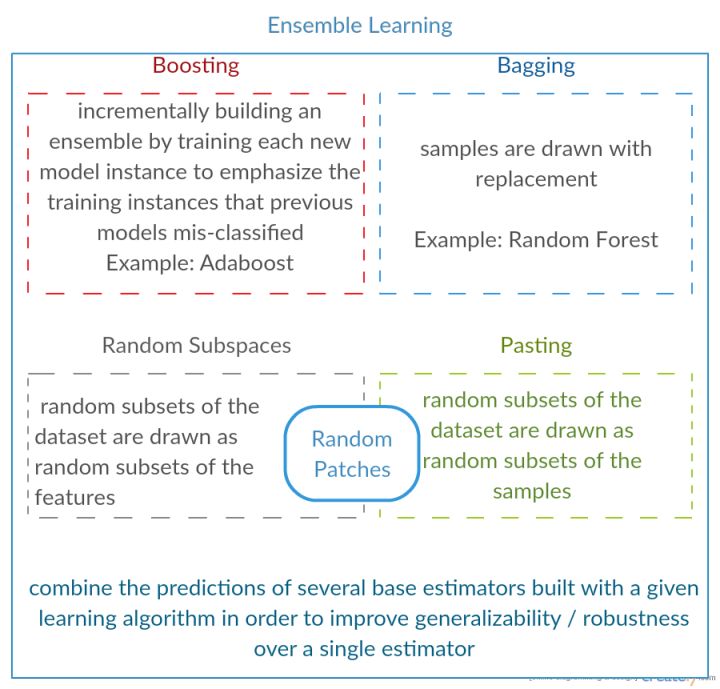 Ensemble Learning
Boosting
incrementally building an
ensemble by training each new
model instance to emphasize the
training instances that previous
models mis-classified
Example: Adaboost
Bagging
samples are drawn with
replacement
Example: Random Forest
Random Subspaces
random subsets of the
dataset are drawn as
random subsets of the
features
Random
Patches
Pasting
random subsets of the
dataset are drawn as
random subsets of the
samples
combine the predictions of several base estimators built with a given
learning algorithm in order to improve generalizability / robustness
over a single estimator